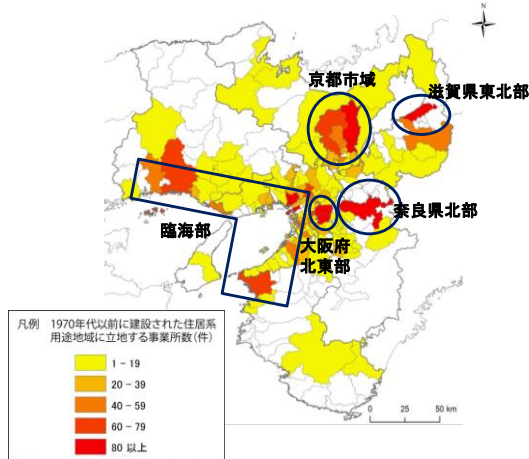 N
京都市域
滋賀県東北部
臨海部
大阪府
北東部
奈良県北部
凡例 1970年代以前に建設された住居系
用途地域に立地する事業所数(件)
1 - 19
20 - 39
40 - 59
60 - 79
80 以上
0 25 50 km